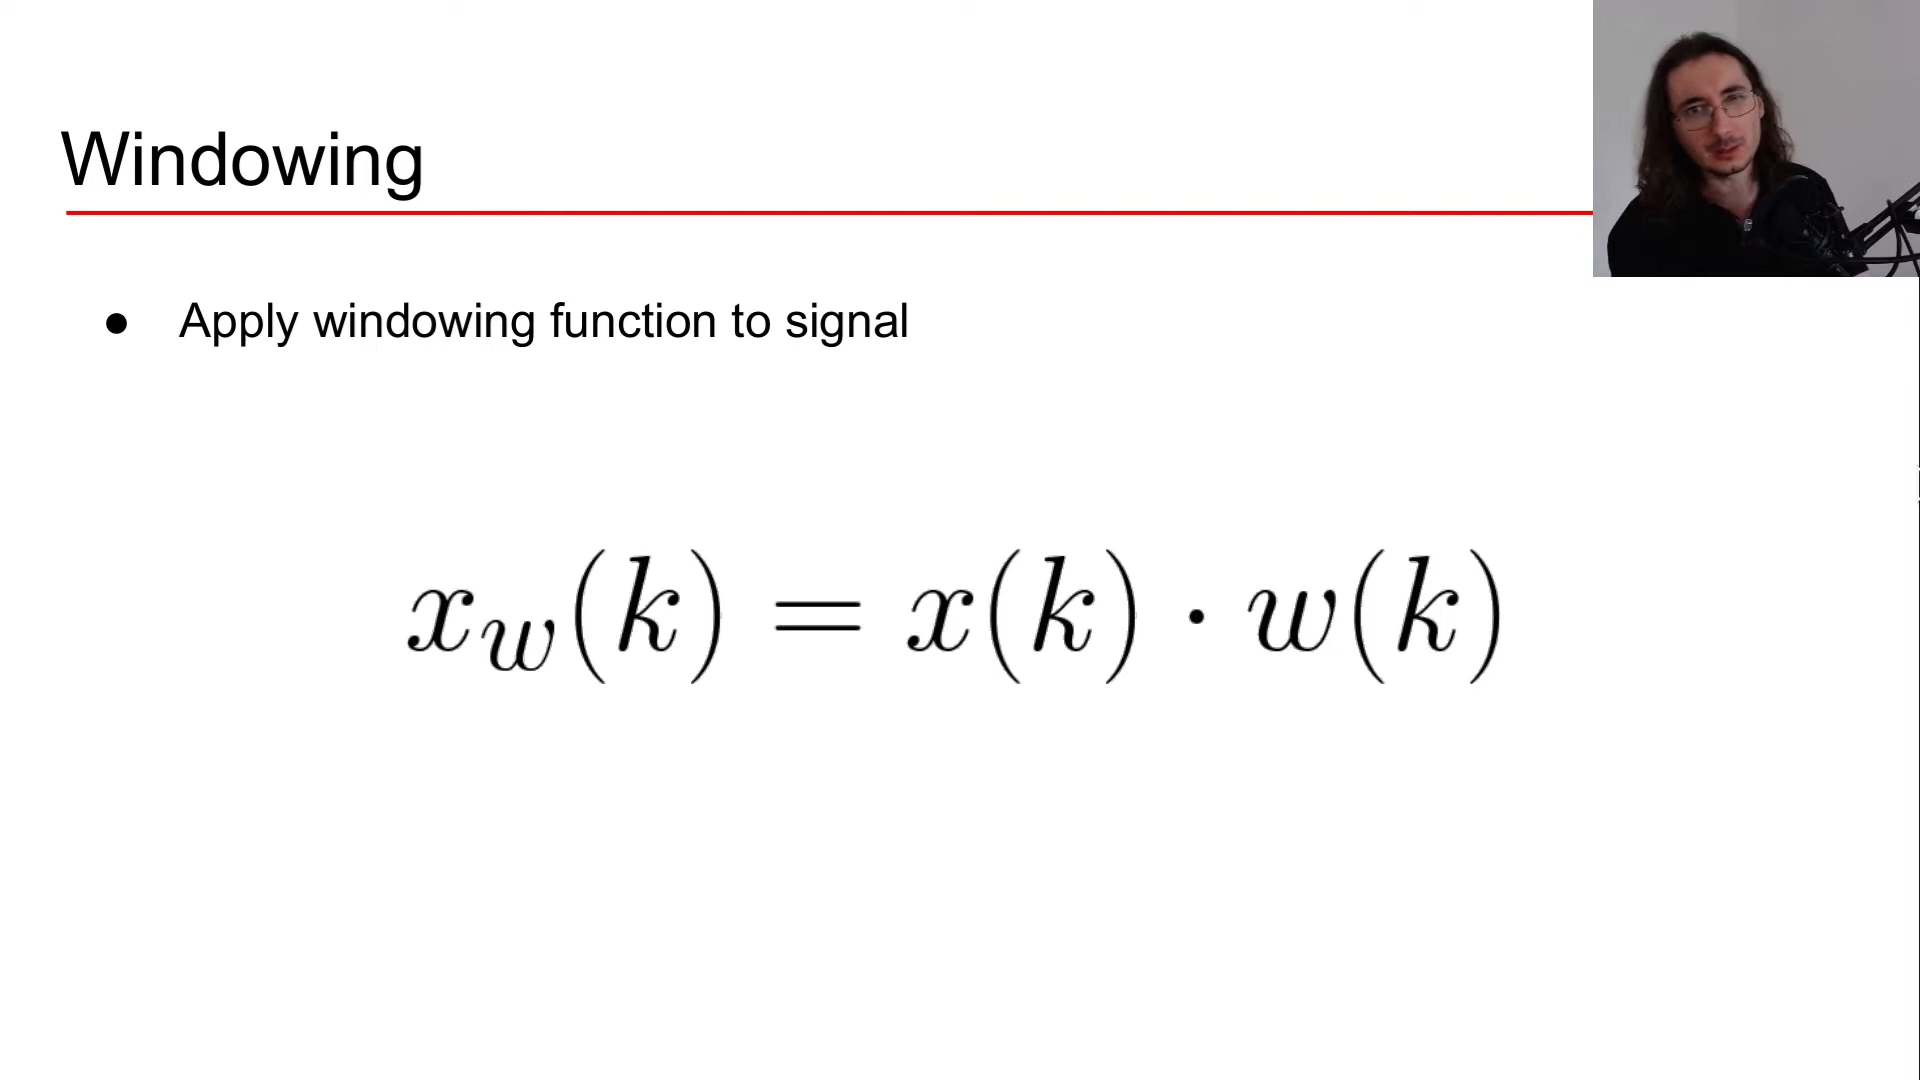 Windowing
● Apply windowing function to signal
x_w(k) = x(k) · w(k)